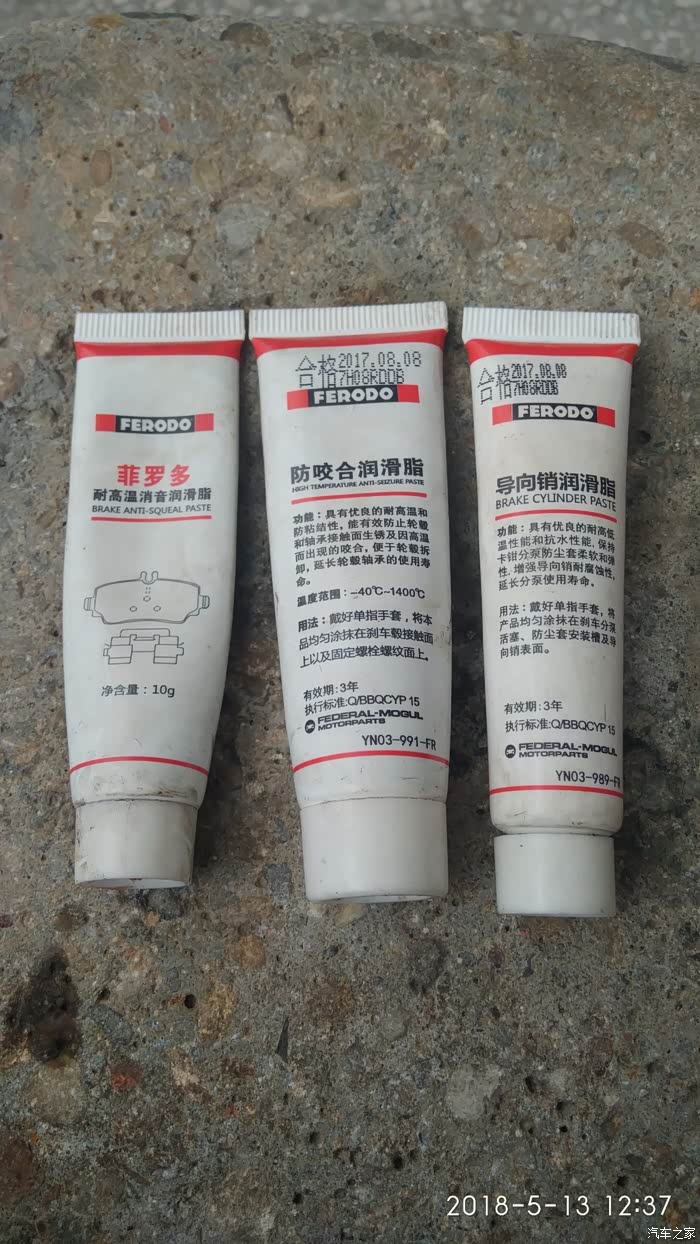 FERODO
菲罗多
耐高温消音润滑脂
BRAKE ANTI-SQUEAL PASTE
净含量：10g
合格 2017.08.08
7H08RDDB
FERODO
防咬合润滑脂
HIGH TEMPERATURE ANTI-SEIZURE PASTE
功能：具有优良的耐高温和
防粘结性，能有效防止轮毂
和轴承接触面生锈及因高温
而出现的咬合，便于轮毂拆
卸，延长轮毂轴承的使用寿
命。
温度范围：-40℃~1400℃
用法：戴好单指手套，将本
品均匀涂抹在刹车毂接触面
上以及固定螺栓螺纹面上。
有效期：3年
执行标准:Q/BBQCYP 15
FEDERAL-MOGUL
MOTORPARTS
YN03-991-FR
合格 2017.08.08
7H08RDDB
FERODO
导向销润滑脂
BRAKE CYLINDER PASTE
功能：具有优良的耐高低
温性能和抗水性能，保持
卡钳分泵防尘套柔软和弹
性，增强导向销耐腐蚀性，
延长分泵使用寿命。
用法：戴好单指手套，将
产品均匀涂抹在刹车分泵
活塞、防尘套安装槽及导
向销表面。
有效期：3年
执行标准:Q/BBQCYP 15
FEDERAL-MOGUL
MOTORPARTS
YN03-989-FR
2018-5-13 12:37
汽车之家